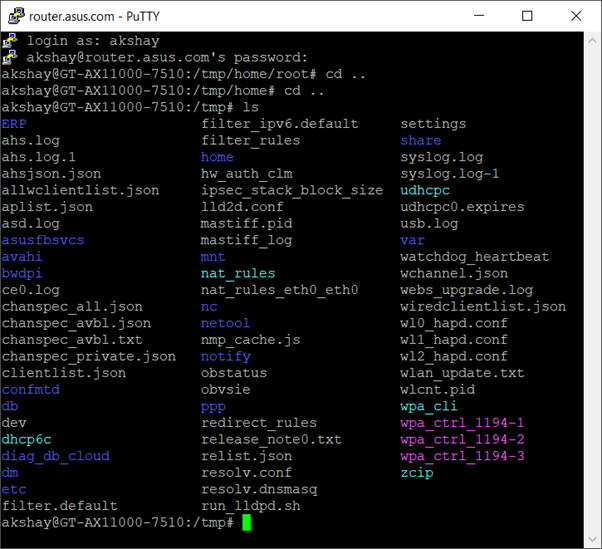 router.asus.com - PuTTY
login as: akshay
akshay@router.asus.com's password:
akshay@GT-AX11000-7510:/tmp/home/root# cd ..
akshay@GT-AX11000-7510:/tmp/home# cd ..
akshay@GT-AX11000-7510:/tmp# ls
ERP filter_ipv6.default settings
ahs.log filter_rules share
ahs.log.1 home syslog.log
ahsjson.json hw_auth_clm syslog.log-1
allwclientlist.json ipsec_stack_block_size udhcpc
aplist.json lld2d.conf udhcpc0.expires
asd.log mastiff.pid usb.log
asusfbsvcs mastiff_log var
avahi mnt watchdog_heartbeat
bwdpi nat_rules wchannel.json
ce0.log nat_rules_eth0_eth0 webs_upgrade.log
chanspec_all.json nc wiredclientlist.json
chanspec_avbl.json netool wl0_hapd.conf
chanspec_avbl.txt nmp_cache.js wl1_hapd.conf
chanspec_private.json notify wl2_hapd.conf
clientlist.json obstatus wlan_update.txt
confmtd obvsie wlcnt.pid
db ppp wpa_cli
dev redirect_rules wpa_ctrl_1194-1
dhcp6c release_note0.txt wpa_ctrl_1194-2
diag_db_cloud relist.json wpa_ctrl_1194-3
dm resolv.conf zcip
etc resolv.dnsmasq
filter.default run_lldpd.sh
akshay@GT-AX11000-7510:/tmp#